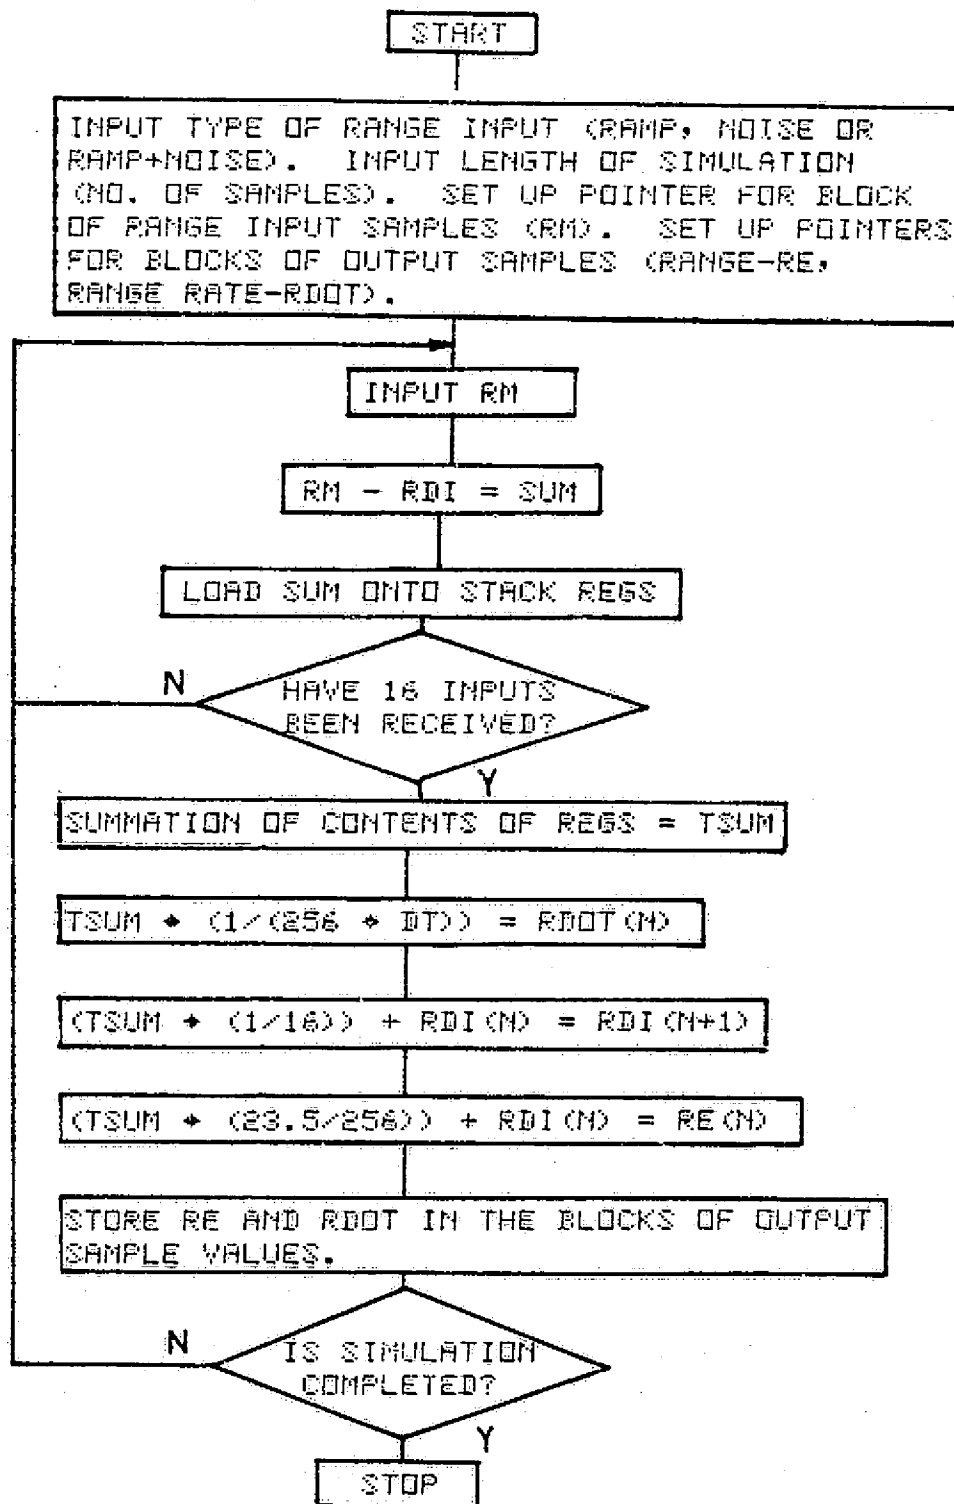 START
INPUT TYPE OF RANGE INPUT (RAMP, NOISE OR
RAMP+NOISE). INPUT LENGTH OF SIMULATION
(NO. OF SAMPLES). SET UP POINTER FOR BLOCK
OF RANGE INPUT SAMPLES (RM). SET UP POINTERS
FOR BLOCKS OF OUTPUT SAMPLES (RANGE-RE,
RANGE RATE-RDOT).
INPUT RM
RM - RDI = SUM
LOAD SUM ONTO STACK REGS
N
HAVE 16 INPUTS
BEEN RECEIVED?
Y
SUMMATION OF CONTENTS OF REGS = TSUM
TSUM * (1/(256 * DT)) = RDOT(N)
(TSUM * (1/16)) + RDI(N) = RDI(N+1)
(TSUM * (23.5/256)) + RDI(N) = RE(N)
STORE RE AND RDOT IN THE BLOCKS OF OUTPUT
SAMPLE VALUES.
N
IS SIMULATION
COMPLETED?
Y
STOP